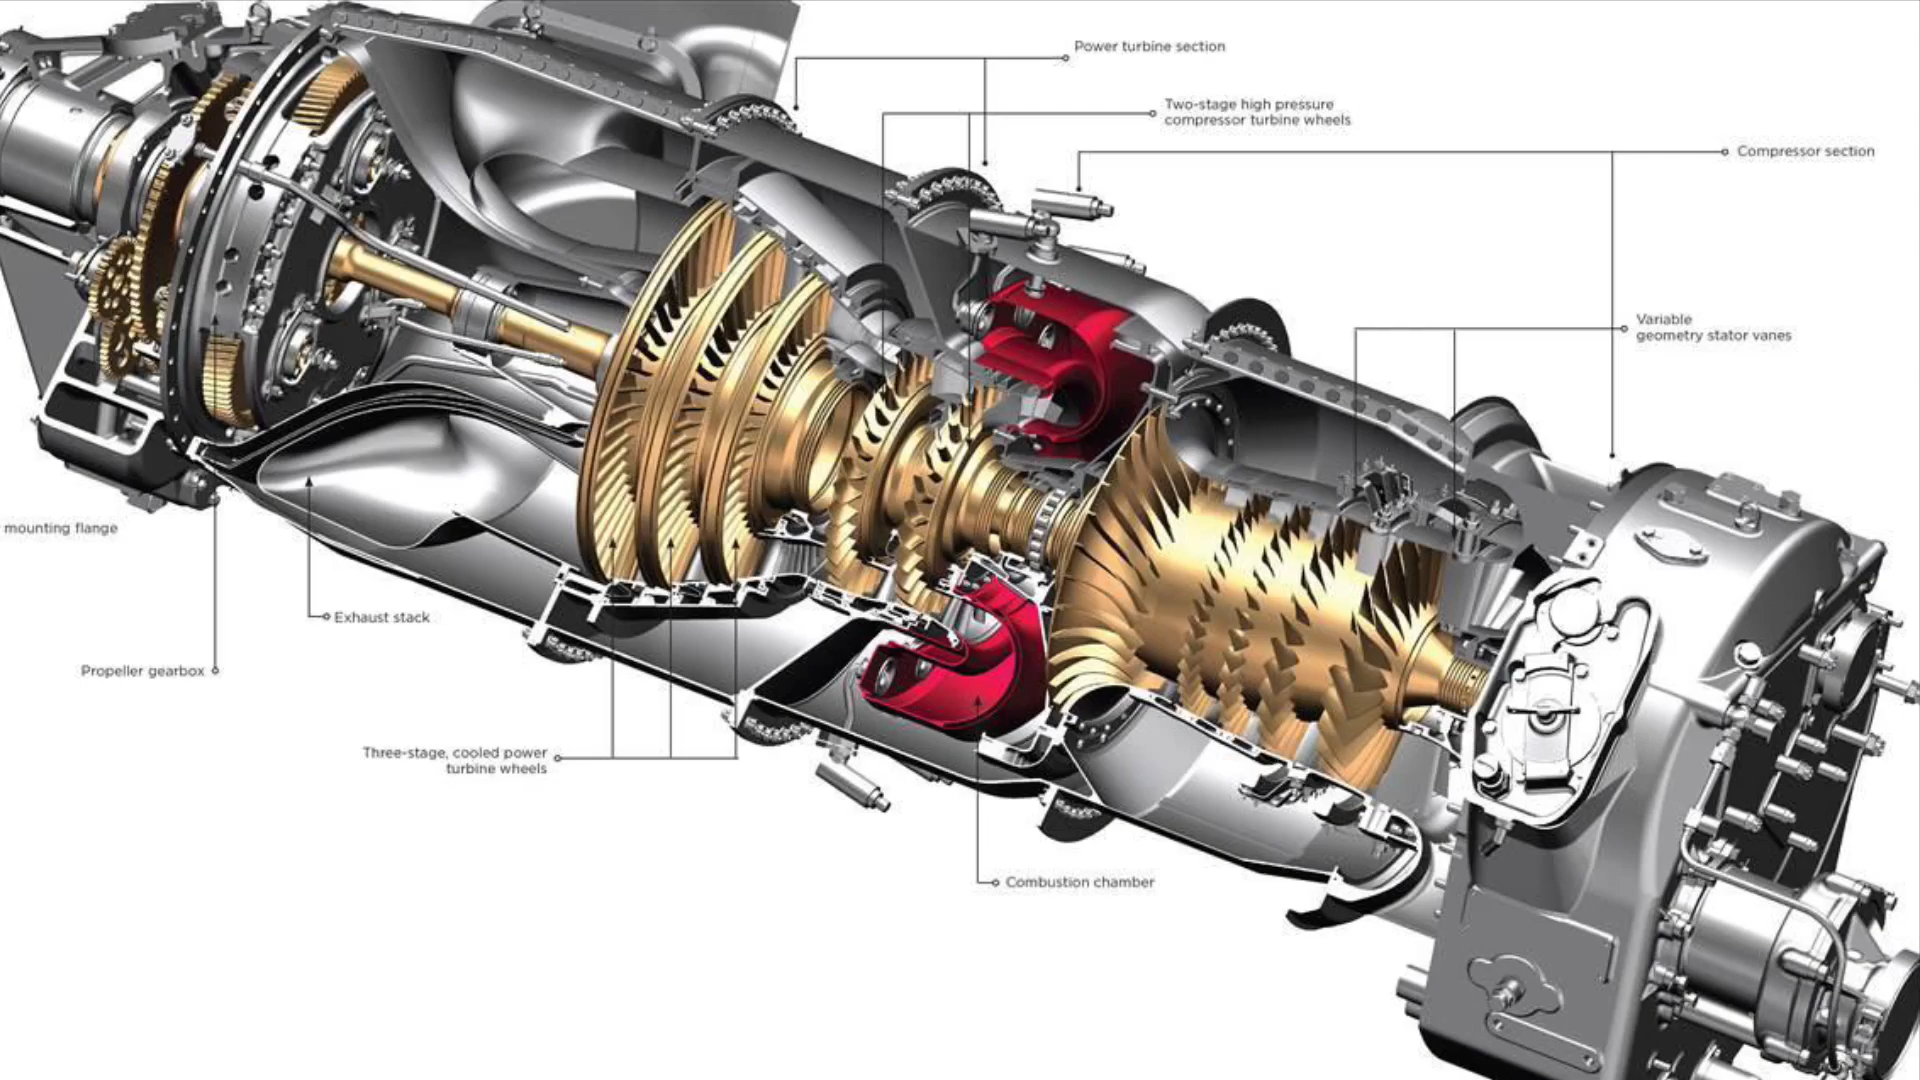 Power turbine section
Two-stage high pressure
compressor turbine wheels
Compressor section
Variable
geometry stator vanes
mounting flange
Exhaust stack
Propeller gearbox
Three-stage, cooled power
turbine wheels
Combustion chamber